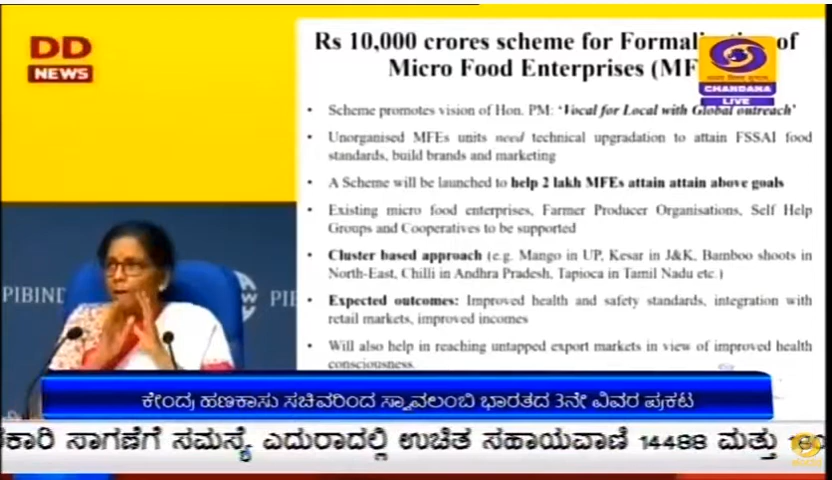 DD
NEWS
Rs 10,000 crores scheme for of
Micro Food Enterprises
CHANDANA
LIVE
• Scheme promotes vision of Hon. PM: 'Vocal for Local with Global outreach'
• Unorganised MFEs units need technical upgradation to attain FSSAI food
standards, build brands and marketing
• A Scheme will be launched to help 2 lakh MFEs attain attain above goals
• Existing micro food enterprises, Farmer Producer Organisations, Self Help
Groups and Cooperatives to be supported
• Cluster based approach (e.g. Mango in UP, Kesar in J&K, Bamboo shoots in
North-East, Chilli in Andhra Pradesh, Tapioca in Tamil Nadu etc.)
• Expected outcomes: Improved health and safety standards, integration with
retail markets, improved incomes
• Will also help in reaching untapped export markets in view of improved health
consciousness.
PIBIND
PIB
ಕೇಂದ್ರ ಹಣಕಾಸು ಸಚಿವರಿಂದ ಸ್ವಾವಲಂಬಿ ಭಾರತದ 3ನೇ ವಿವರ ಪ್ರಕಟ
ಸಾಗಣೆಗೆ ಸಮಸ್ಯೆ ಎದುರಾದಲ್ಲಿ ಉಚಿತ ಸಹಾಯವಾಣಿ 14488 ಮತ್ತು